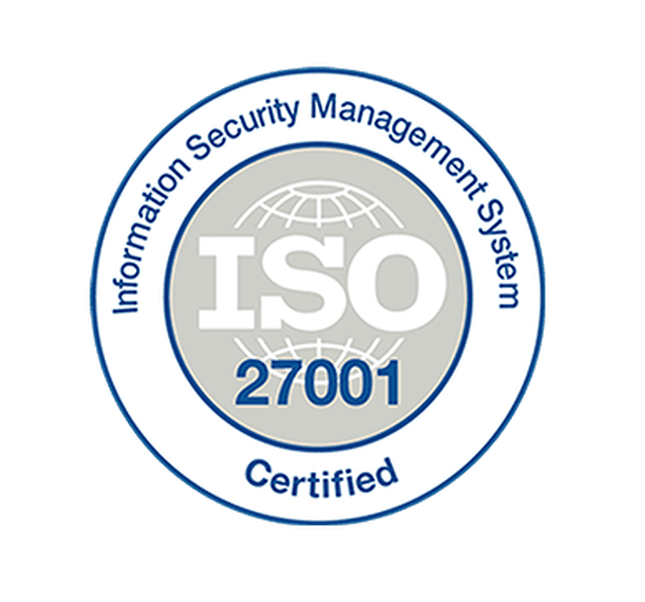 Information Security Management System
ISO
27001
Certified